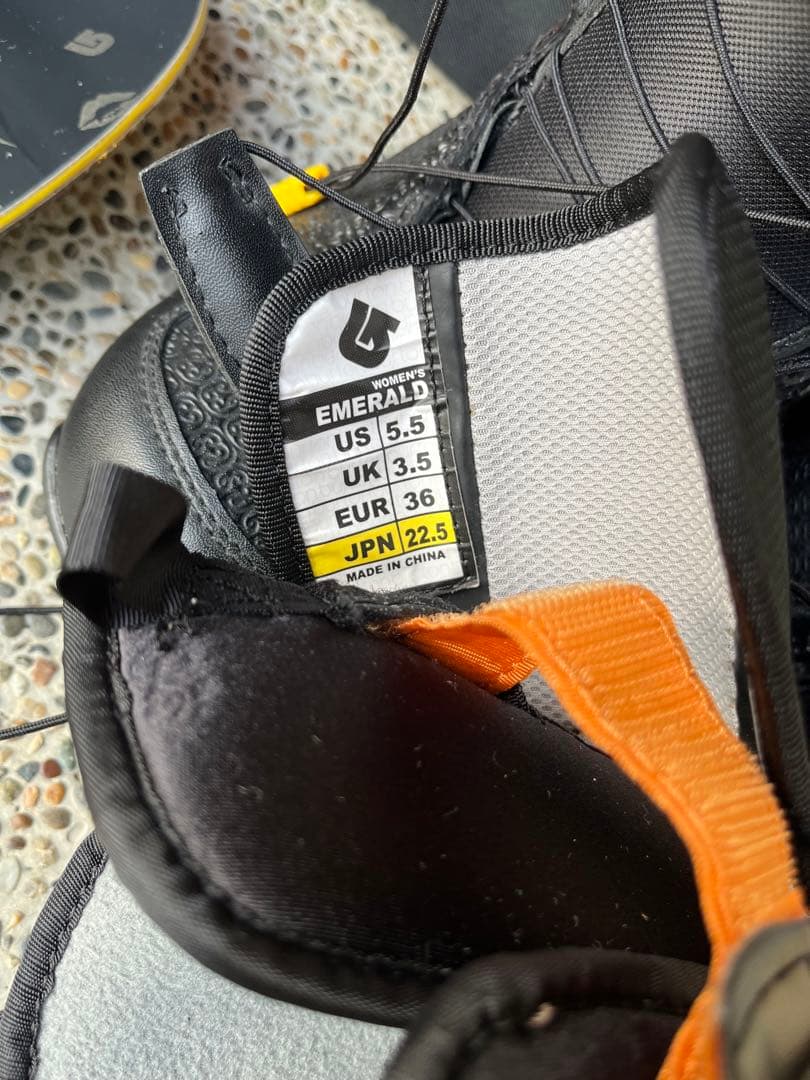 WOMEN'S
EMERALD
US 5.5
UK 3.5
EUR 36
JPN 22.5
MADE IN CHINA